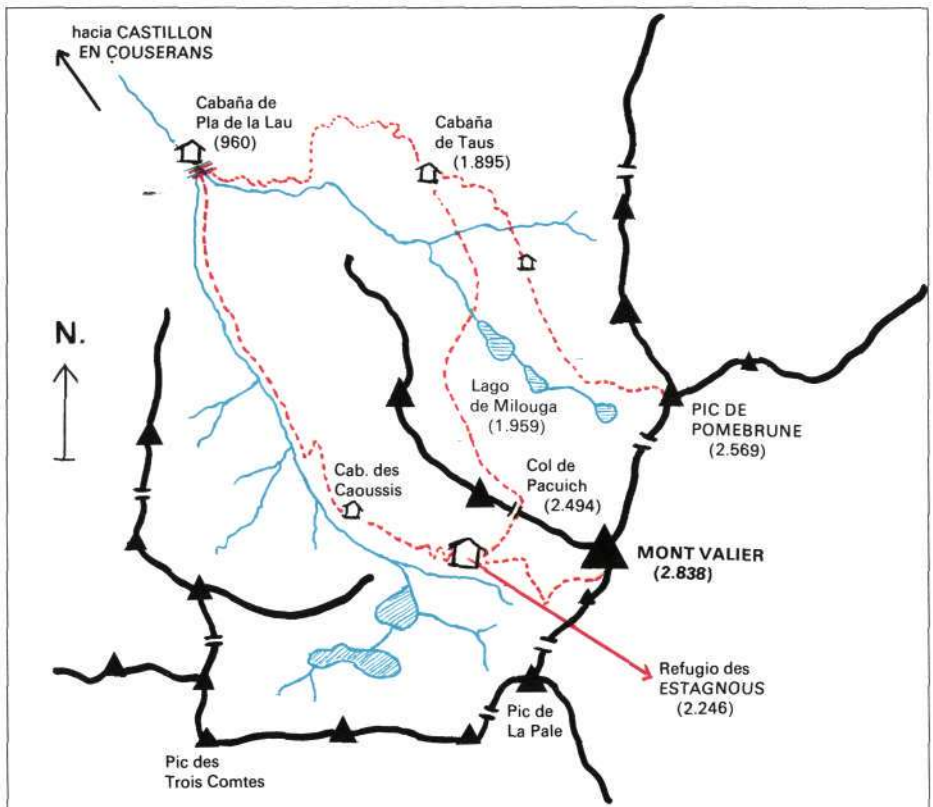 hacia CASTILLON
EN COUSERANS
Cabaña de
Pla de la Lau
(960)
Cabaña
de Taus
(1.895)
N.
Lago
de Milouga
(1.959)
PIC DE
POMEBRUNE
(2.569)
Cab. des
Caoussis
Col de
Pacuich
(2.494)
MONT VALIER
(2.838)
Refugio des
ESTAGNOUS
(2.246)
Pic de
La Pale
Pic des
Trois Comtes